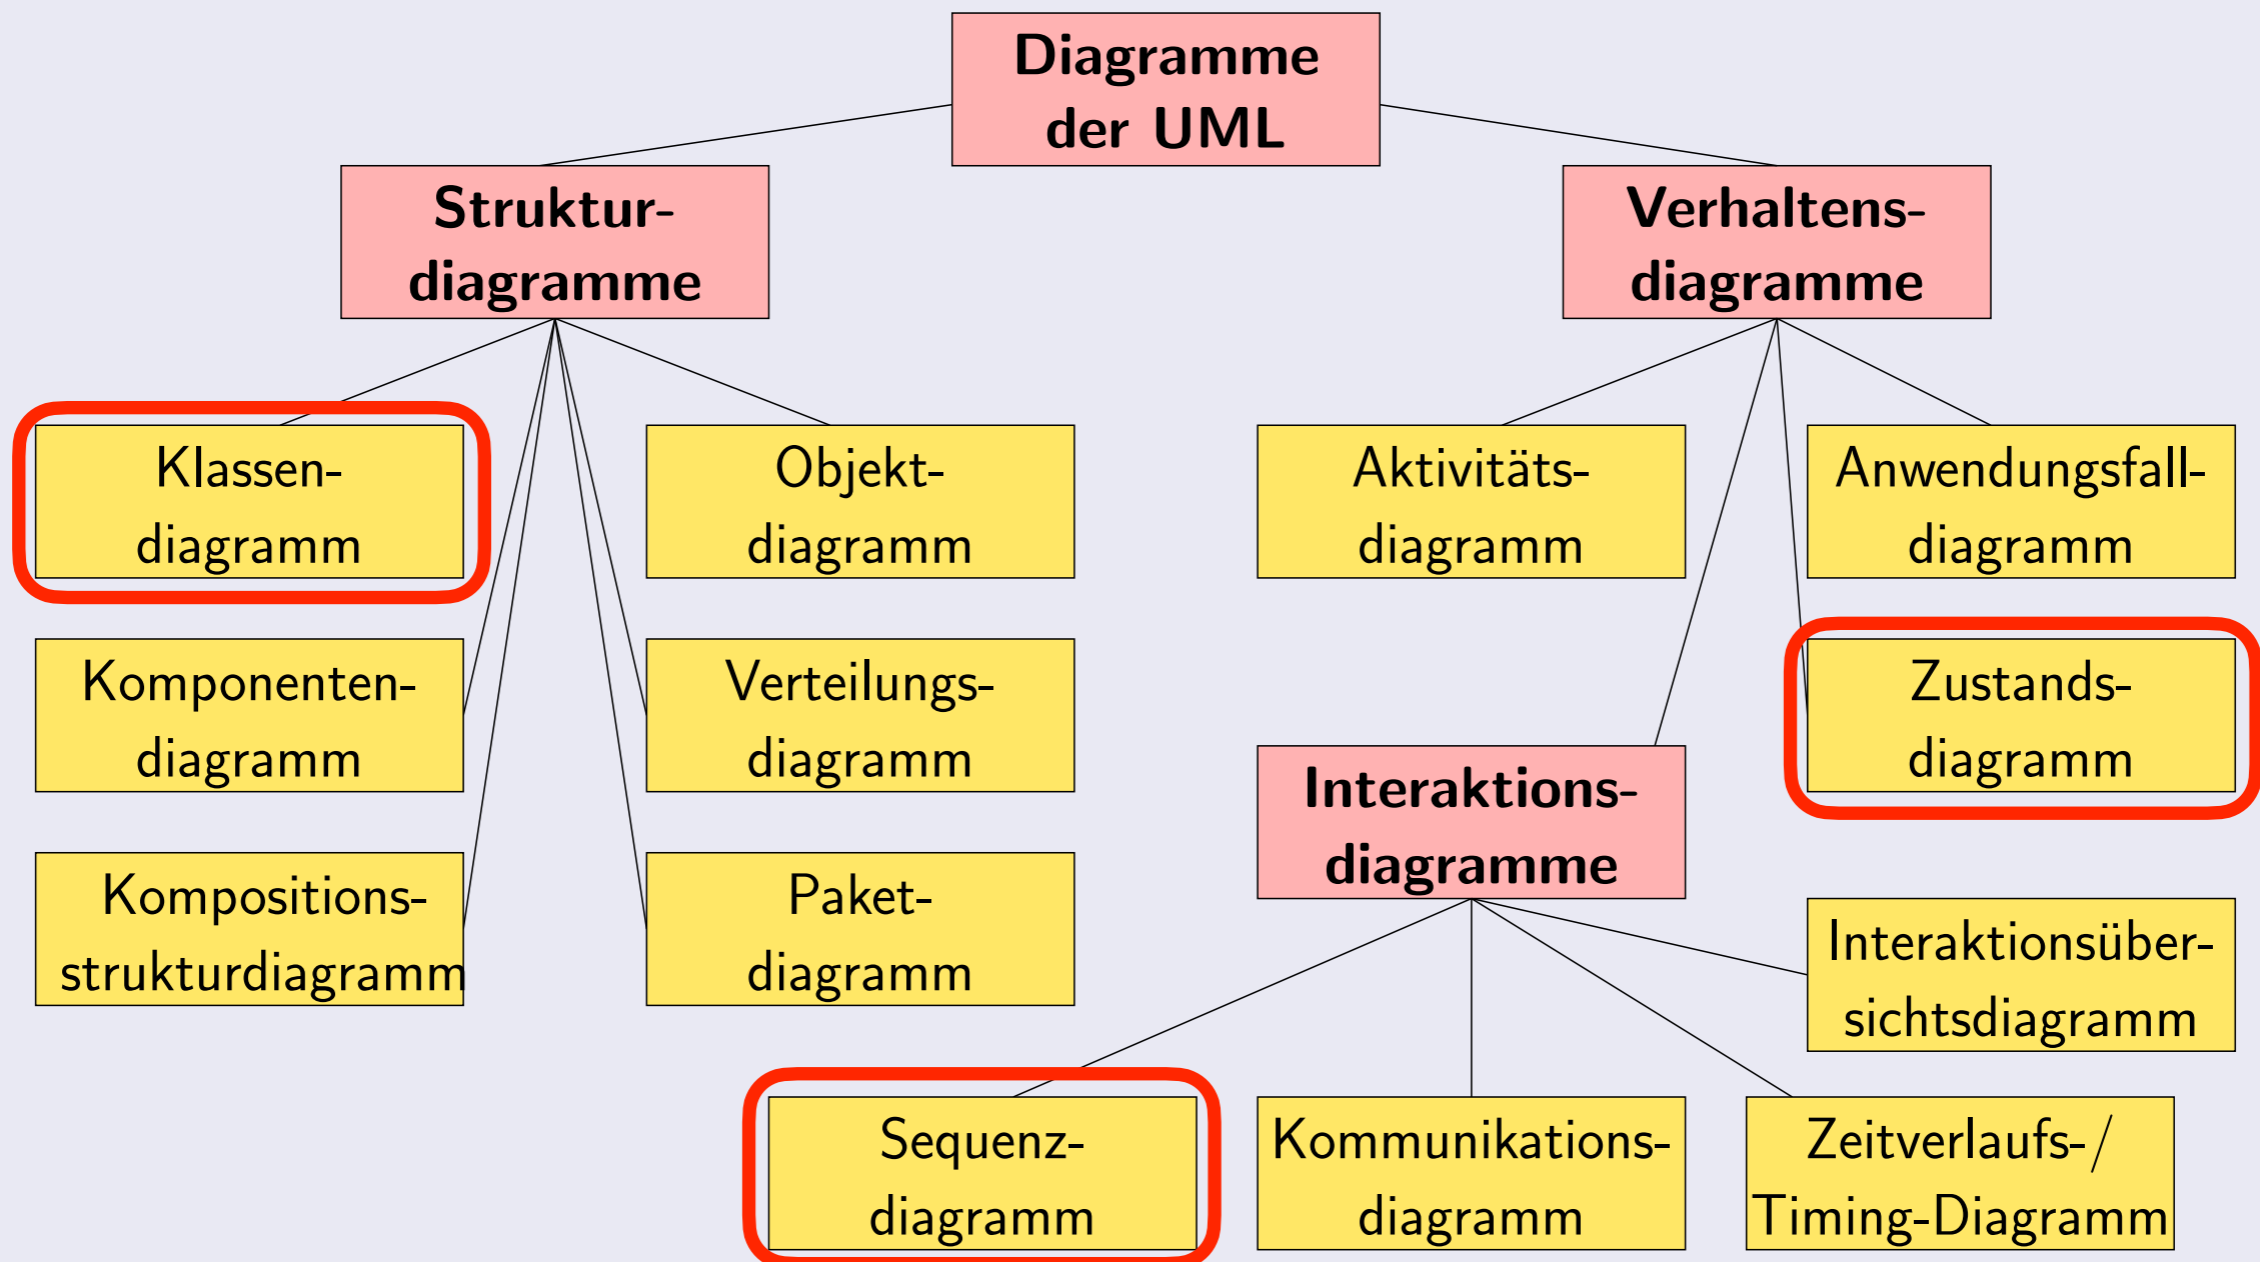 Diagramme
der UML
Struktur-
diagramme
Verhaltens-
diagramme
Klassen-
diagramm
Objekt-
diagramm
Aktivitäts-
diagramm
Anwendungsfall-
diagramm
Komponenten-
diagramm
Verteilungs-
diagramm
Zustands-
diagramm
Interaktions-
diagramme
Kompositions-
strukturdiagramm
Paket-
diagramm
Interaktionsüber-
sichtsdiagramm
Sequenz-
diagramm
Kommunikations-
diagramm
Zeitverlaufs-/
Timing-Diagramm